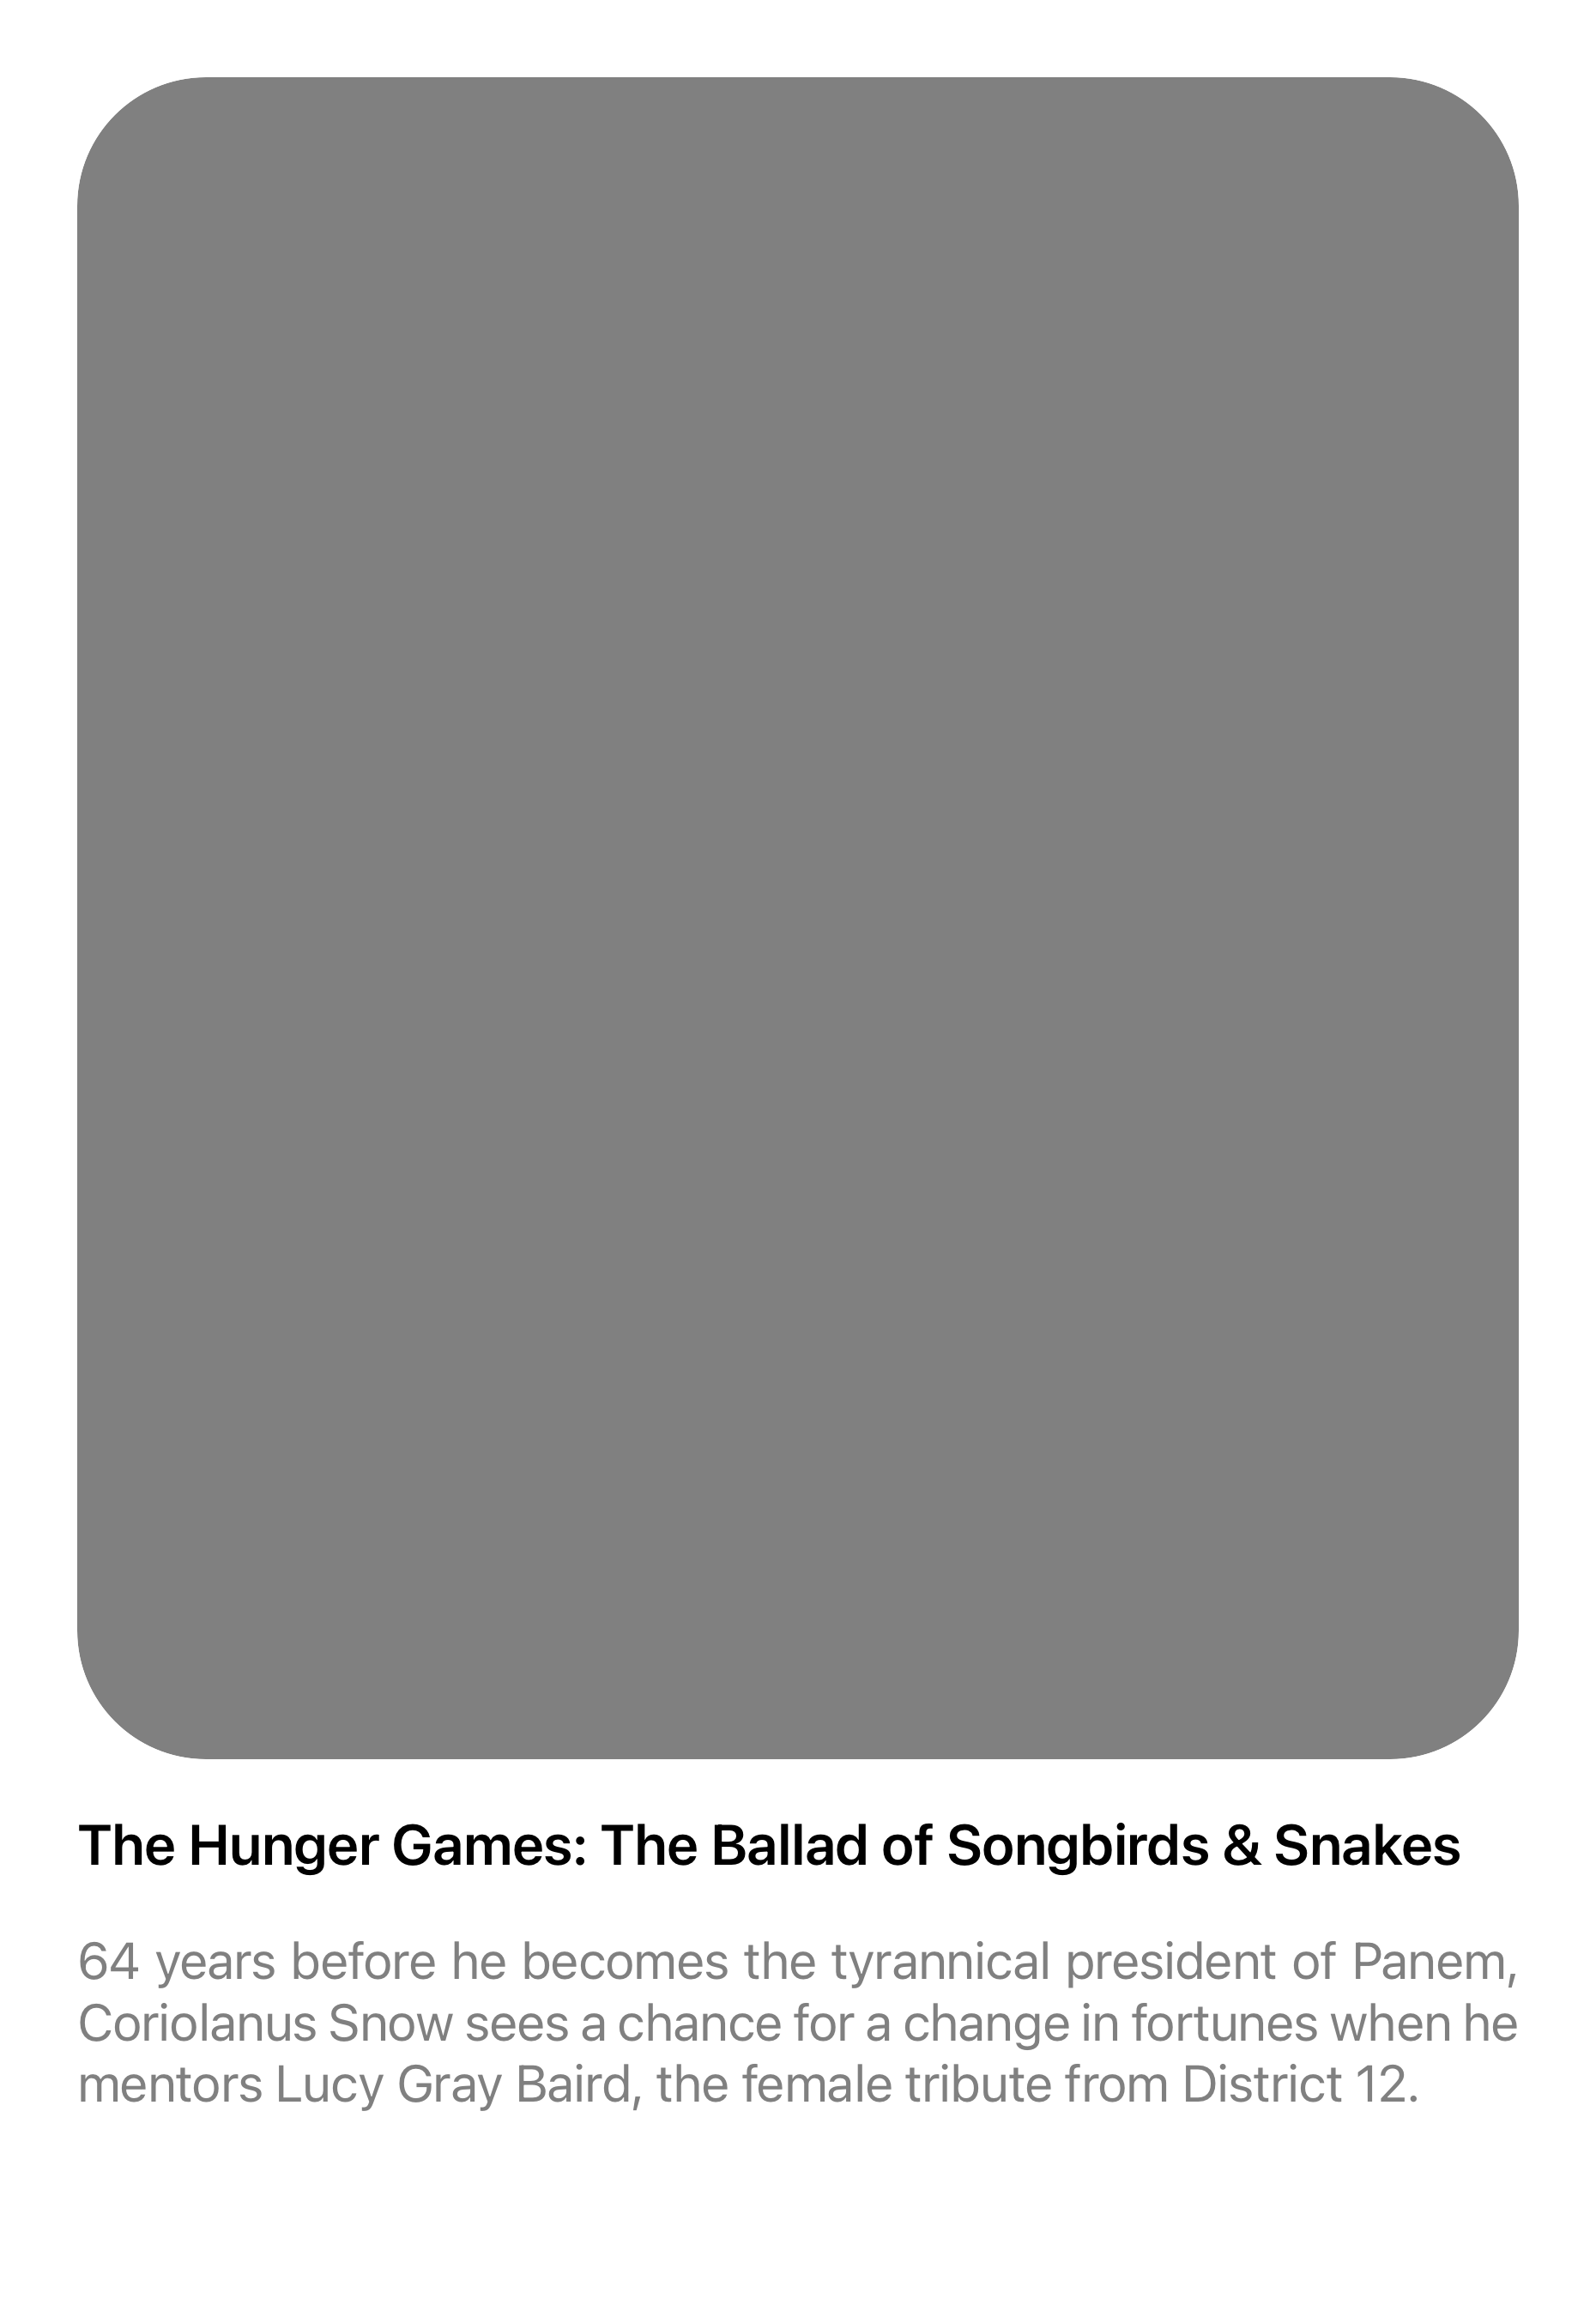 The Hunger Games: The Ballad of Songbirds & Snakes
64 years before he becomes the tyrannical president of Panem,
Coriolanus Snow sees a chance for a change in fortunes when he
mentors Lucy Gray Baird, the female tribute from District 12.